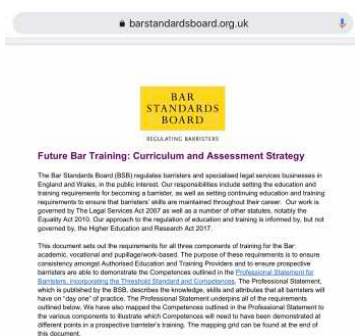 barstandardsboard.org.uk
BAR
STANDARDS
BOARD
REGULATING BARRISTERS
Future Bar Training: Curriculum and Assessment Strategy
The Bar Standards Board (BSB) regulates barristers and specialised legal services businesses in
England and Wales, in the public interest. Our responsibilities include setting the education and
training requirements for becoming a barrister, as well as setting continuing education and training
requirements to ensure that barristers' skills are maintained throughout their career. Our work is
governed by The Legal Services Act 2007 as well as a number of other statutes, notably the
Equality Act 2010. Our approach to the regulation of education and training is informed by, but not
governed by, the Higher Education and Research Act 2017.
This document sets out the requirements for all three components of training for the Bar:
academic, vocational and pupillage/work-based. The purpose of these requirements is to ensure
consistency amongst Authorised Education and Training Providers and to ensure prospective
barristers are able to demonstrate the Competences outlined in the Professional Statement for
Barristers, incorporating the Threshold Standard and Competences. The Professional Statement,
which is published by the BSB, describes the knowledge, skills and attributes that all barristers will
have on "day one" of practice. The Professional Statement underpins all of the requirements
outlined below. We have also mapped the Competences outlined in the Professional Statement to
the various components to illustrate which Competences will need to have been demonstrated at
different points in a prospective barrister's training. The mapping grid can be found at the end of
this document.